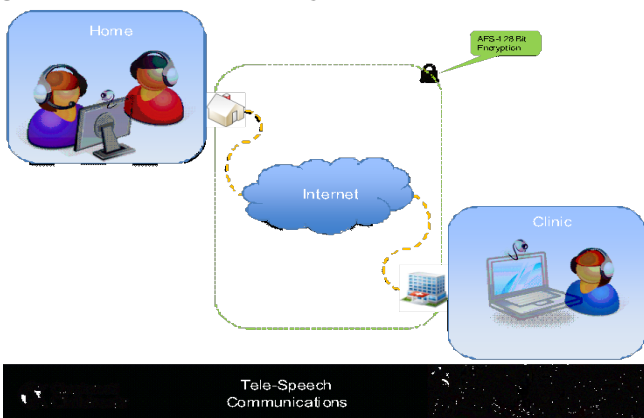 Home
AES-128 Bit
Encryption
Internet
Clinic
Tele-Speech
Communications